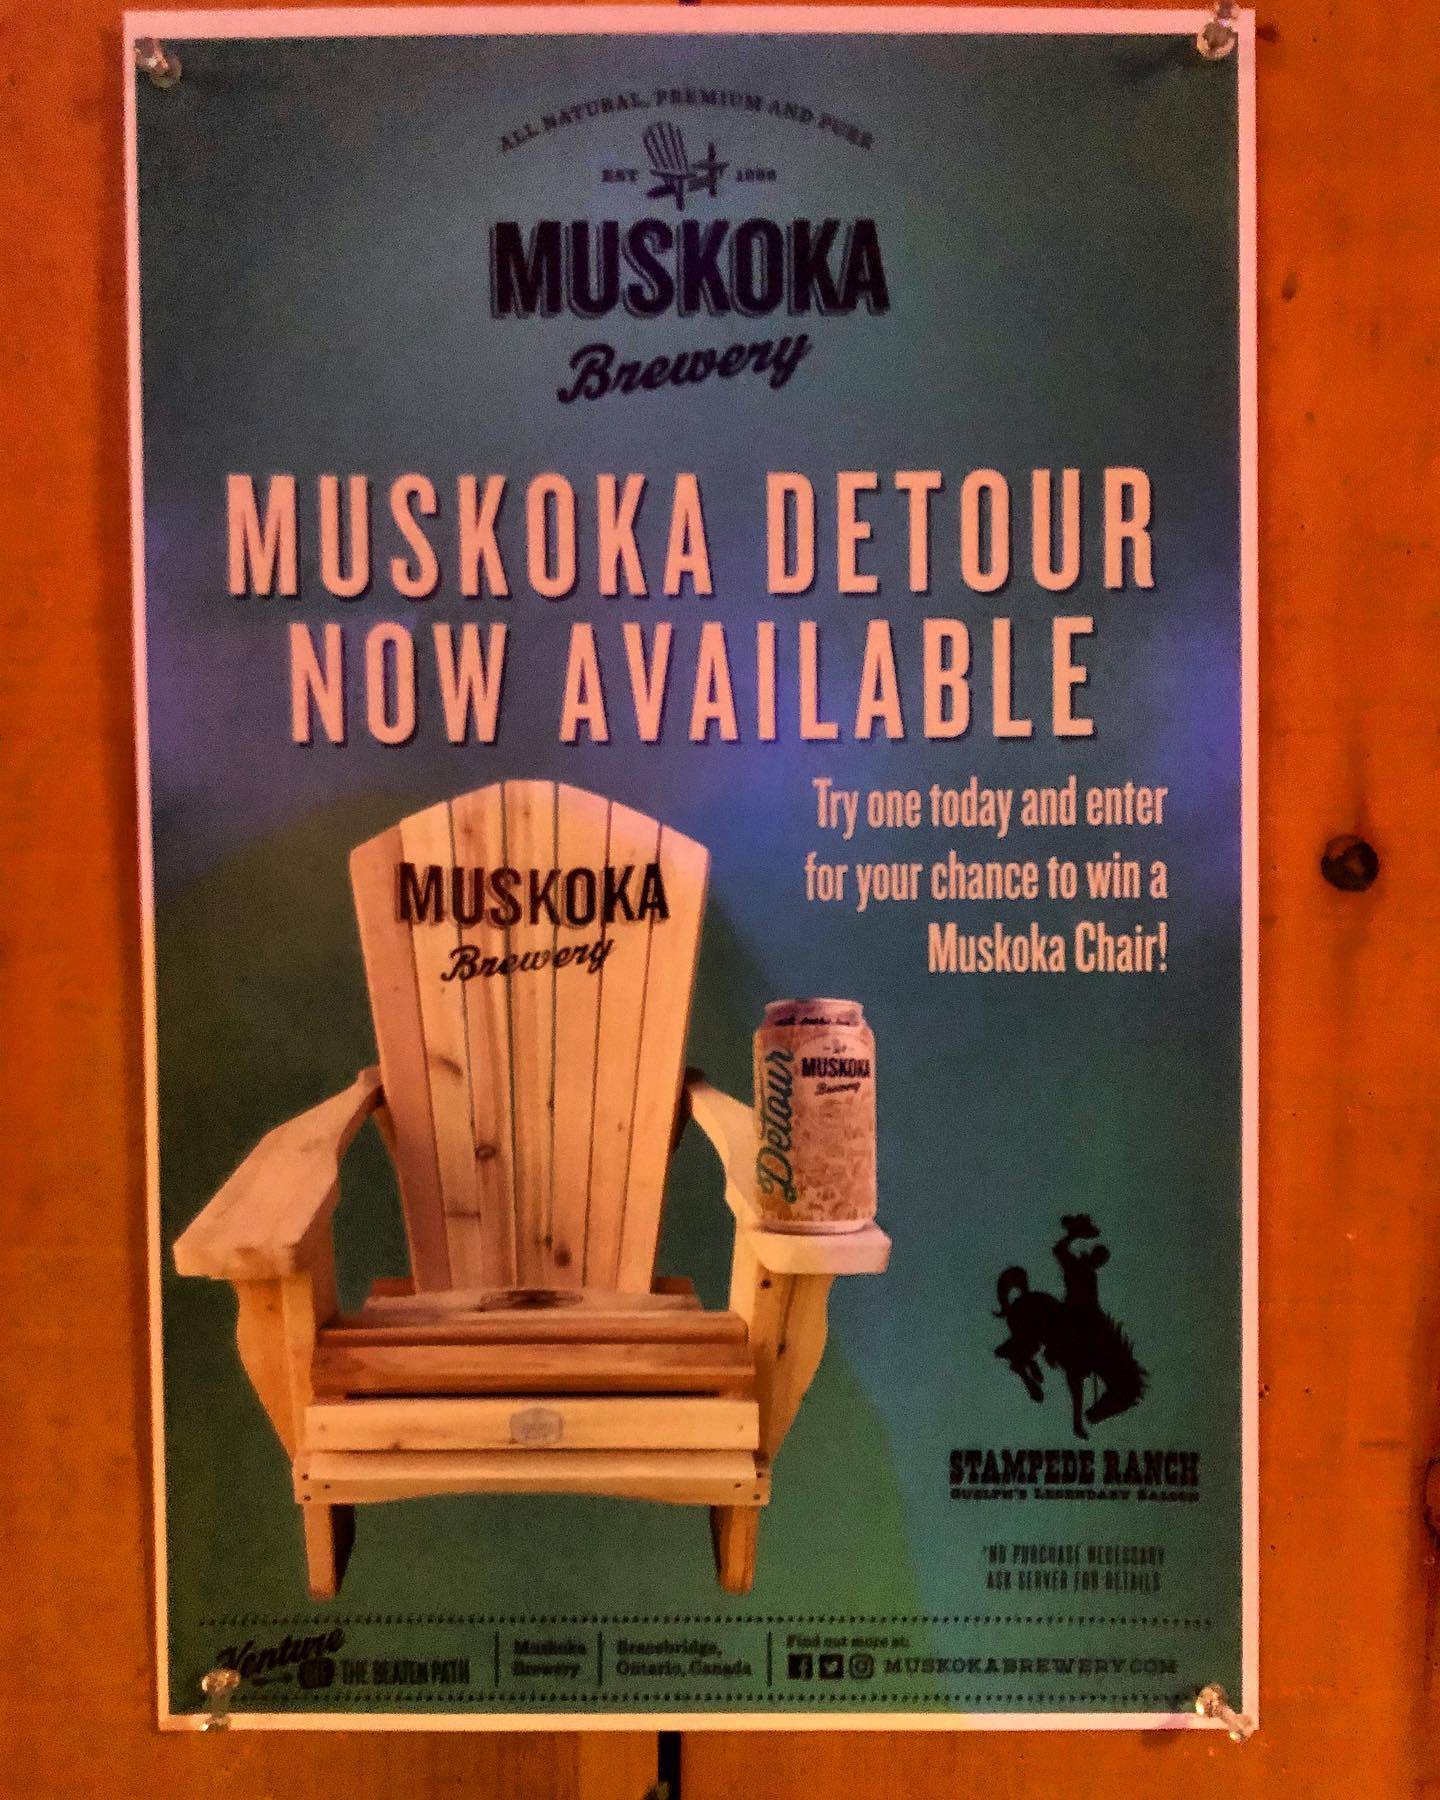 ALL NATURAL, PREMIUM AND PURE
EST 1996
MUSKOKA
Brewery
MUSKOKA DETOUR
NOW AVAILABLE
Try one today and enter
for your chance to win a
Muskoka Chair!
MUSKOKA
Brewery
Detour
MUSKOKA
Brewery
STAMPEDE RANCH
GUELPH'S LEGENDARY SALOON
*NO PURCHASE NECESSARY
ASK SERVER FOR DETAILS
Venture OFF THE BEATEN PATH
Muskoka
Brewery
Bracebridge,
Ontario, Canada
Find out more at:
MUSKOKABREWERY.COM